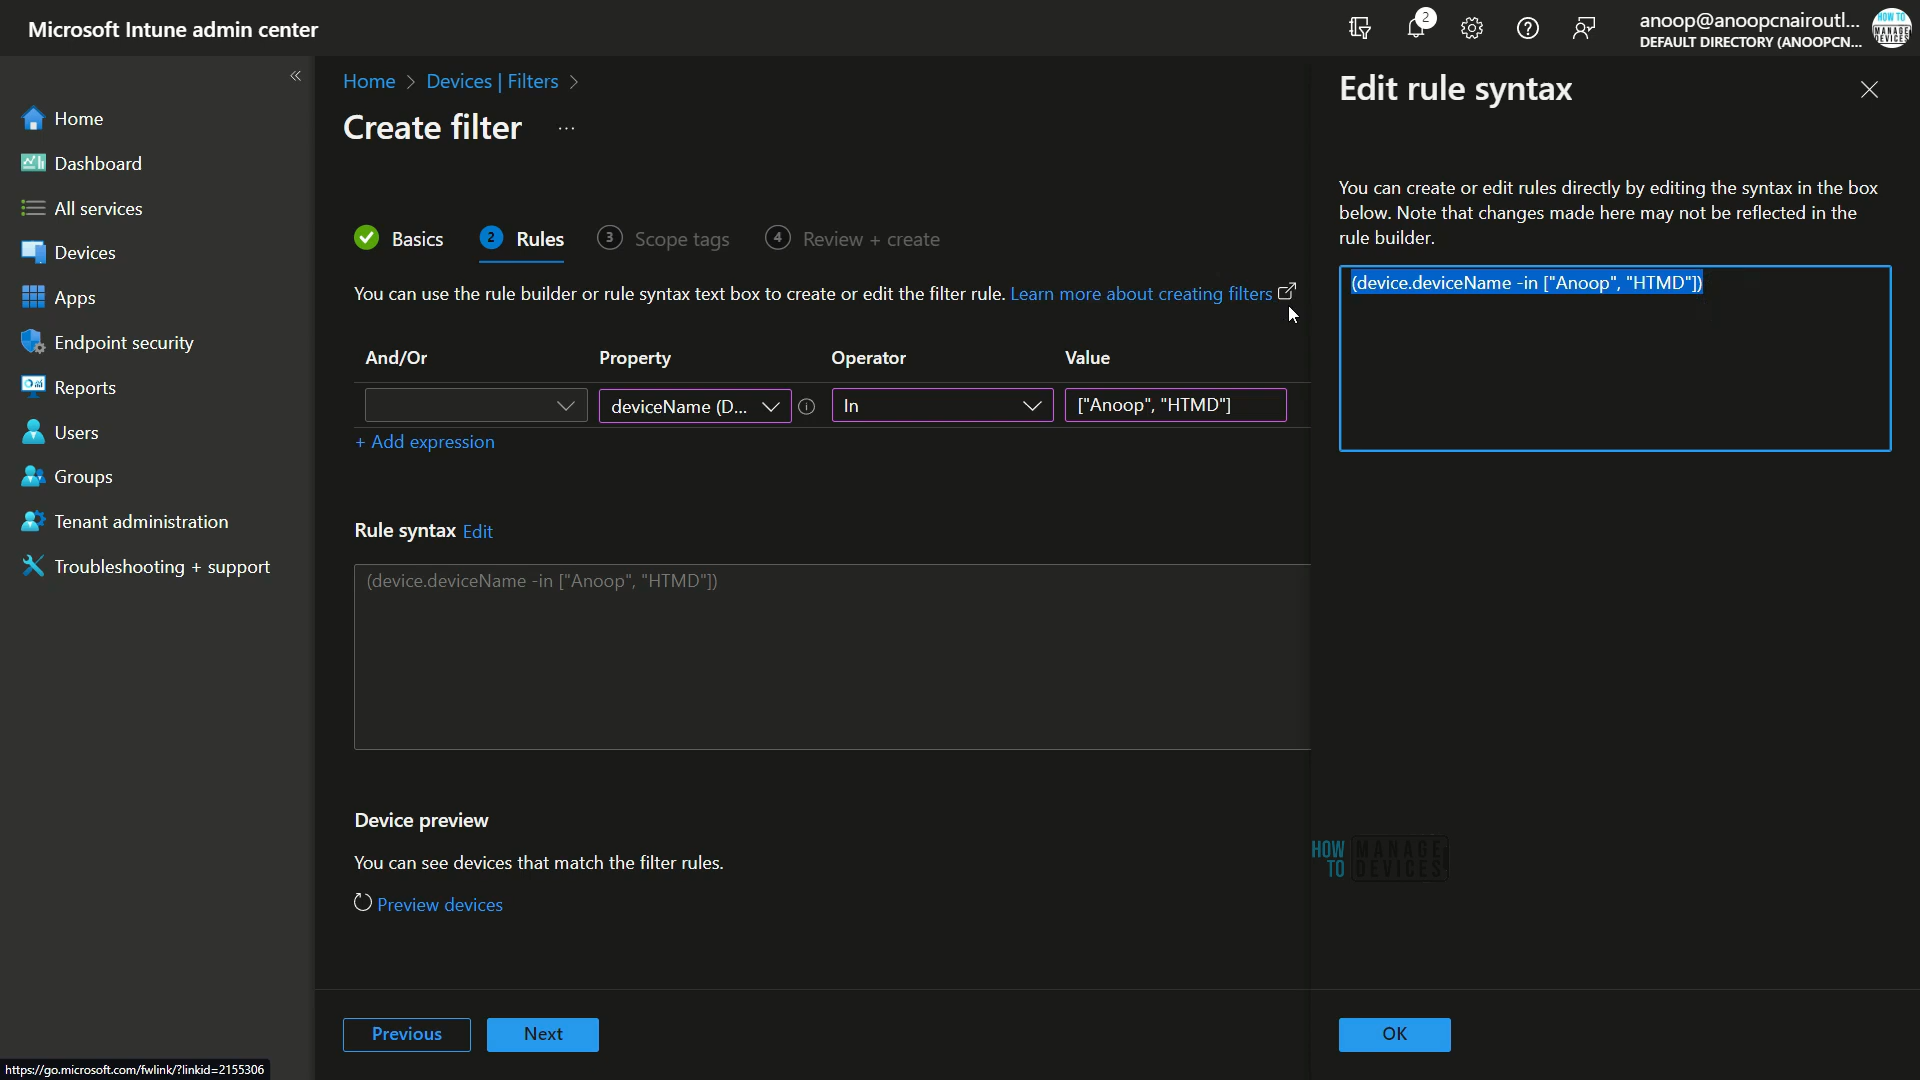 Microsoft Intune admin center
2
anoop@anoopcnairoutl...
DEFAULT DIRECTORY (ANOOPCN...
HOW TO
MANAGE
DEVICES
«
Home
Dashboard
All services
Devices
Apps
Endpoint security
Reports
Users
Groups
Tenant administration
Troubleshooting + support
Home > Devices | Filters >
Create filter ...
Basics
2 Rules
3 Scope tags
4 Review + create
You can use the rule builder or rule syntax text box to create or edit the filter rule. Learn more about creating filters
And/Or Property Operator Value
deviceName (D... In ["Anoop", "HTMD"]
+ Add expression
Rule syntax Edit
(device.deviceName -in ["Anoop", "HTMD"])
Device preview
You can see devices that match the filter rules.
Preview devices
Previous Next
Edit rule syntax
You can create or edit rules directly by editing the syntax in the box
below. Note that changes made here may not be reflected in the
rule builder.
(device.deviceName -in ["Anoop", "HTMD"])
HOW MANAGE
TO DEVICES
OK
https://go.microsoft.com/fwlink/?linkid=2155306